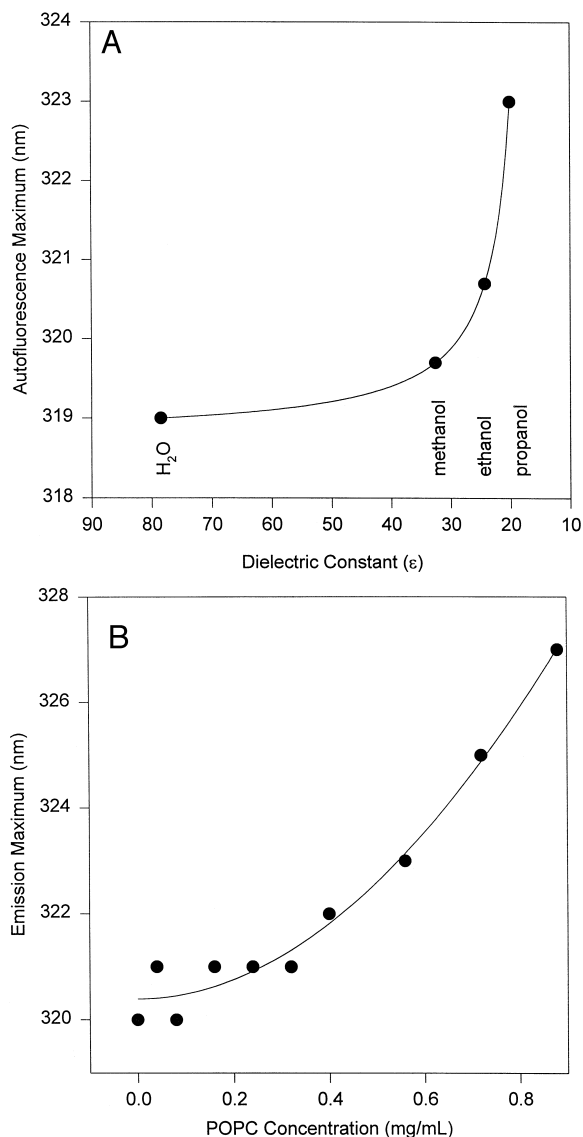 A
324
323
322
321
320
319
318
Autofluorescence Maximum (nm)
H₂O
methanol
ethanol
propanol
90 80 70 60 50 40 30 20 10
Dielectric Constant (ε)
B
328
326
324
322
320
Emission Maximum (nm)
0.0 0.2 0.4 0.6 0.8
POPC Concentration (mg/mL)